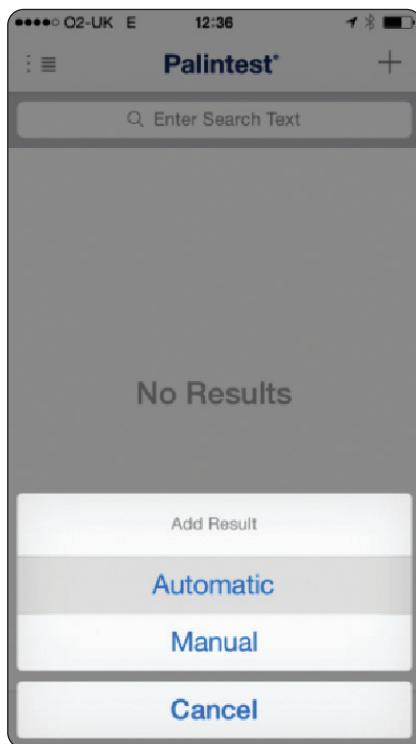 O2-UK E 12:36
Palintest®
Enter Search Text
No Results
Add Result
Automatic
Manual
Cancel